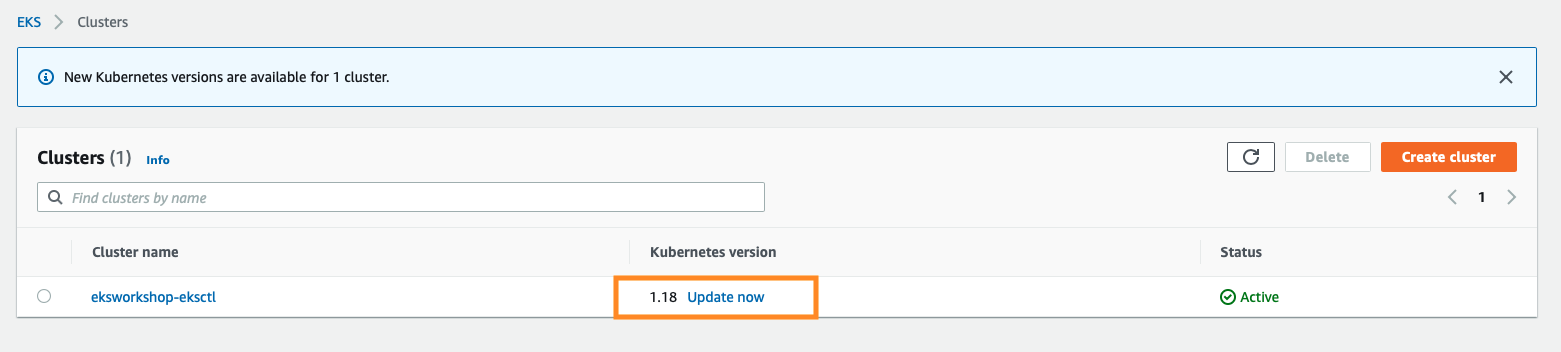 EKS > Clusters
New Kubernetes versions are available for 1 cluster.
Clusters (1) Info
Delete
Create cluster
Find clusters by name
1
Cluster name Kubernetes version Status
eksworkshop-eksctl 1.18 Update now Active